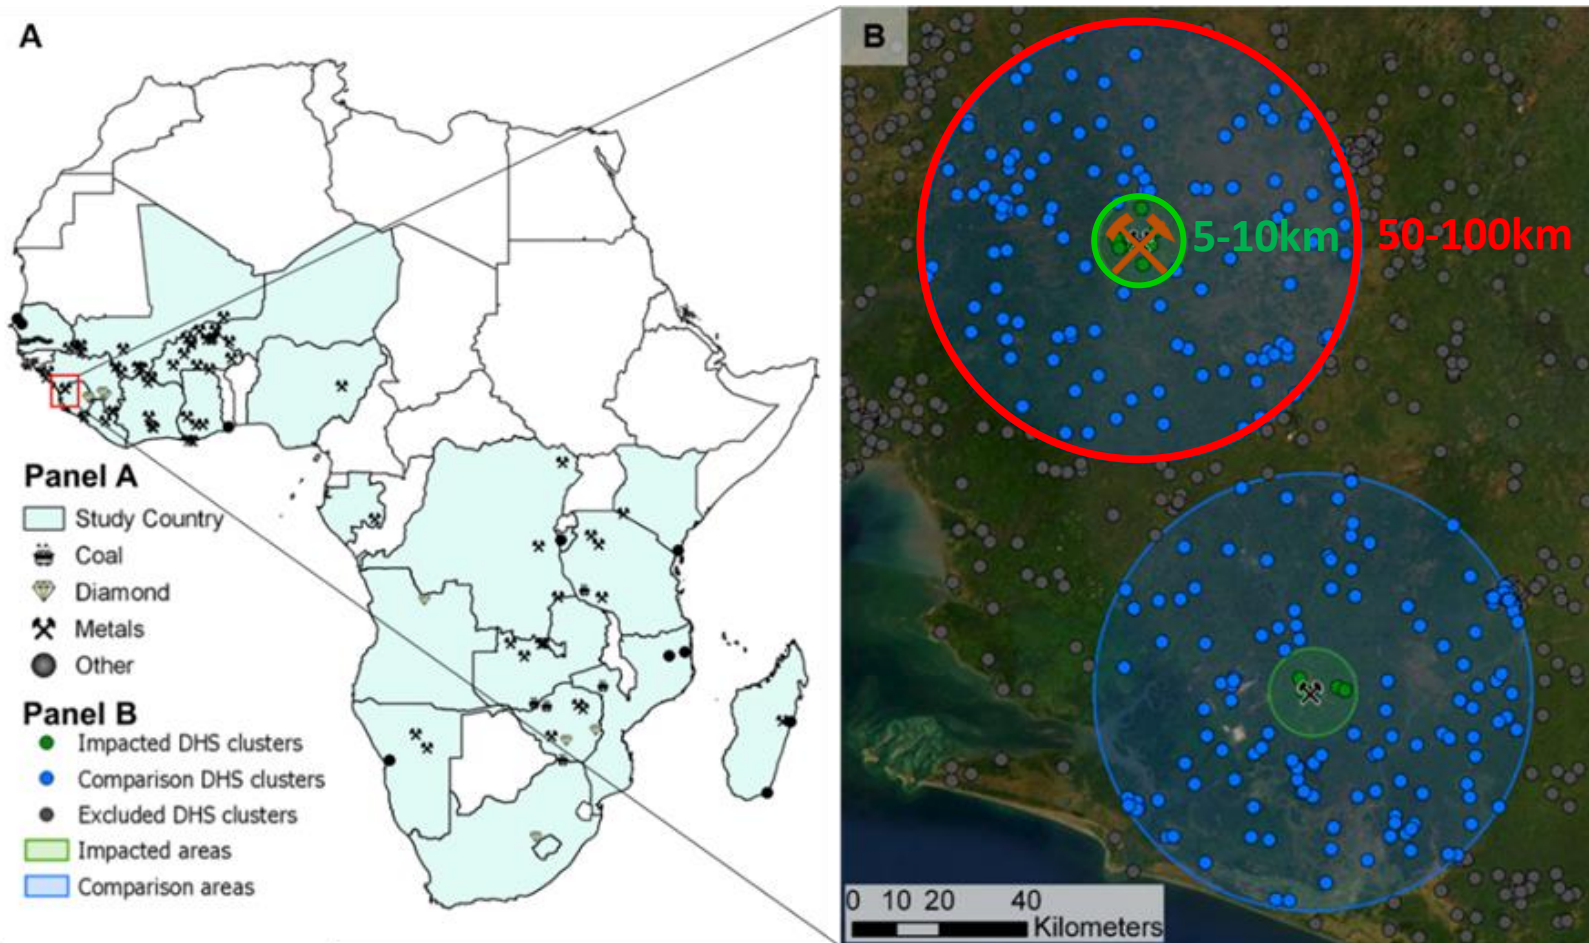 A
Panel A
Study Country
Coal
Diamond
Metals
Other
Panel B
Impacted DHS clusters
Comparison DHS clusters
Excluded DHS clusters
Impacted areas
Comparison areas
B
5-10km
50-100km
0 10 20 40
Kilometers